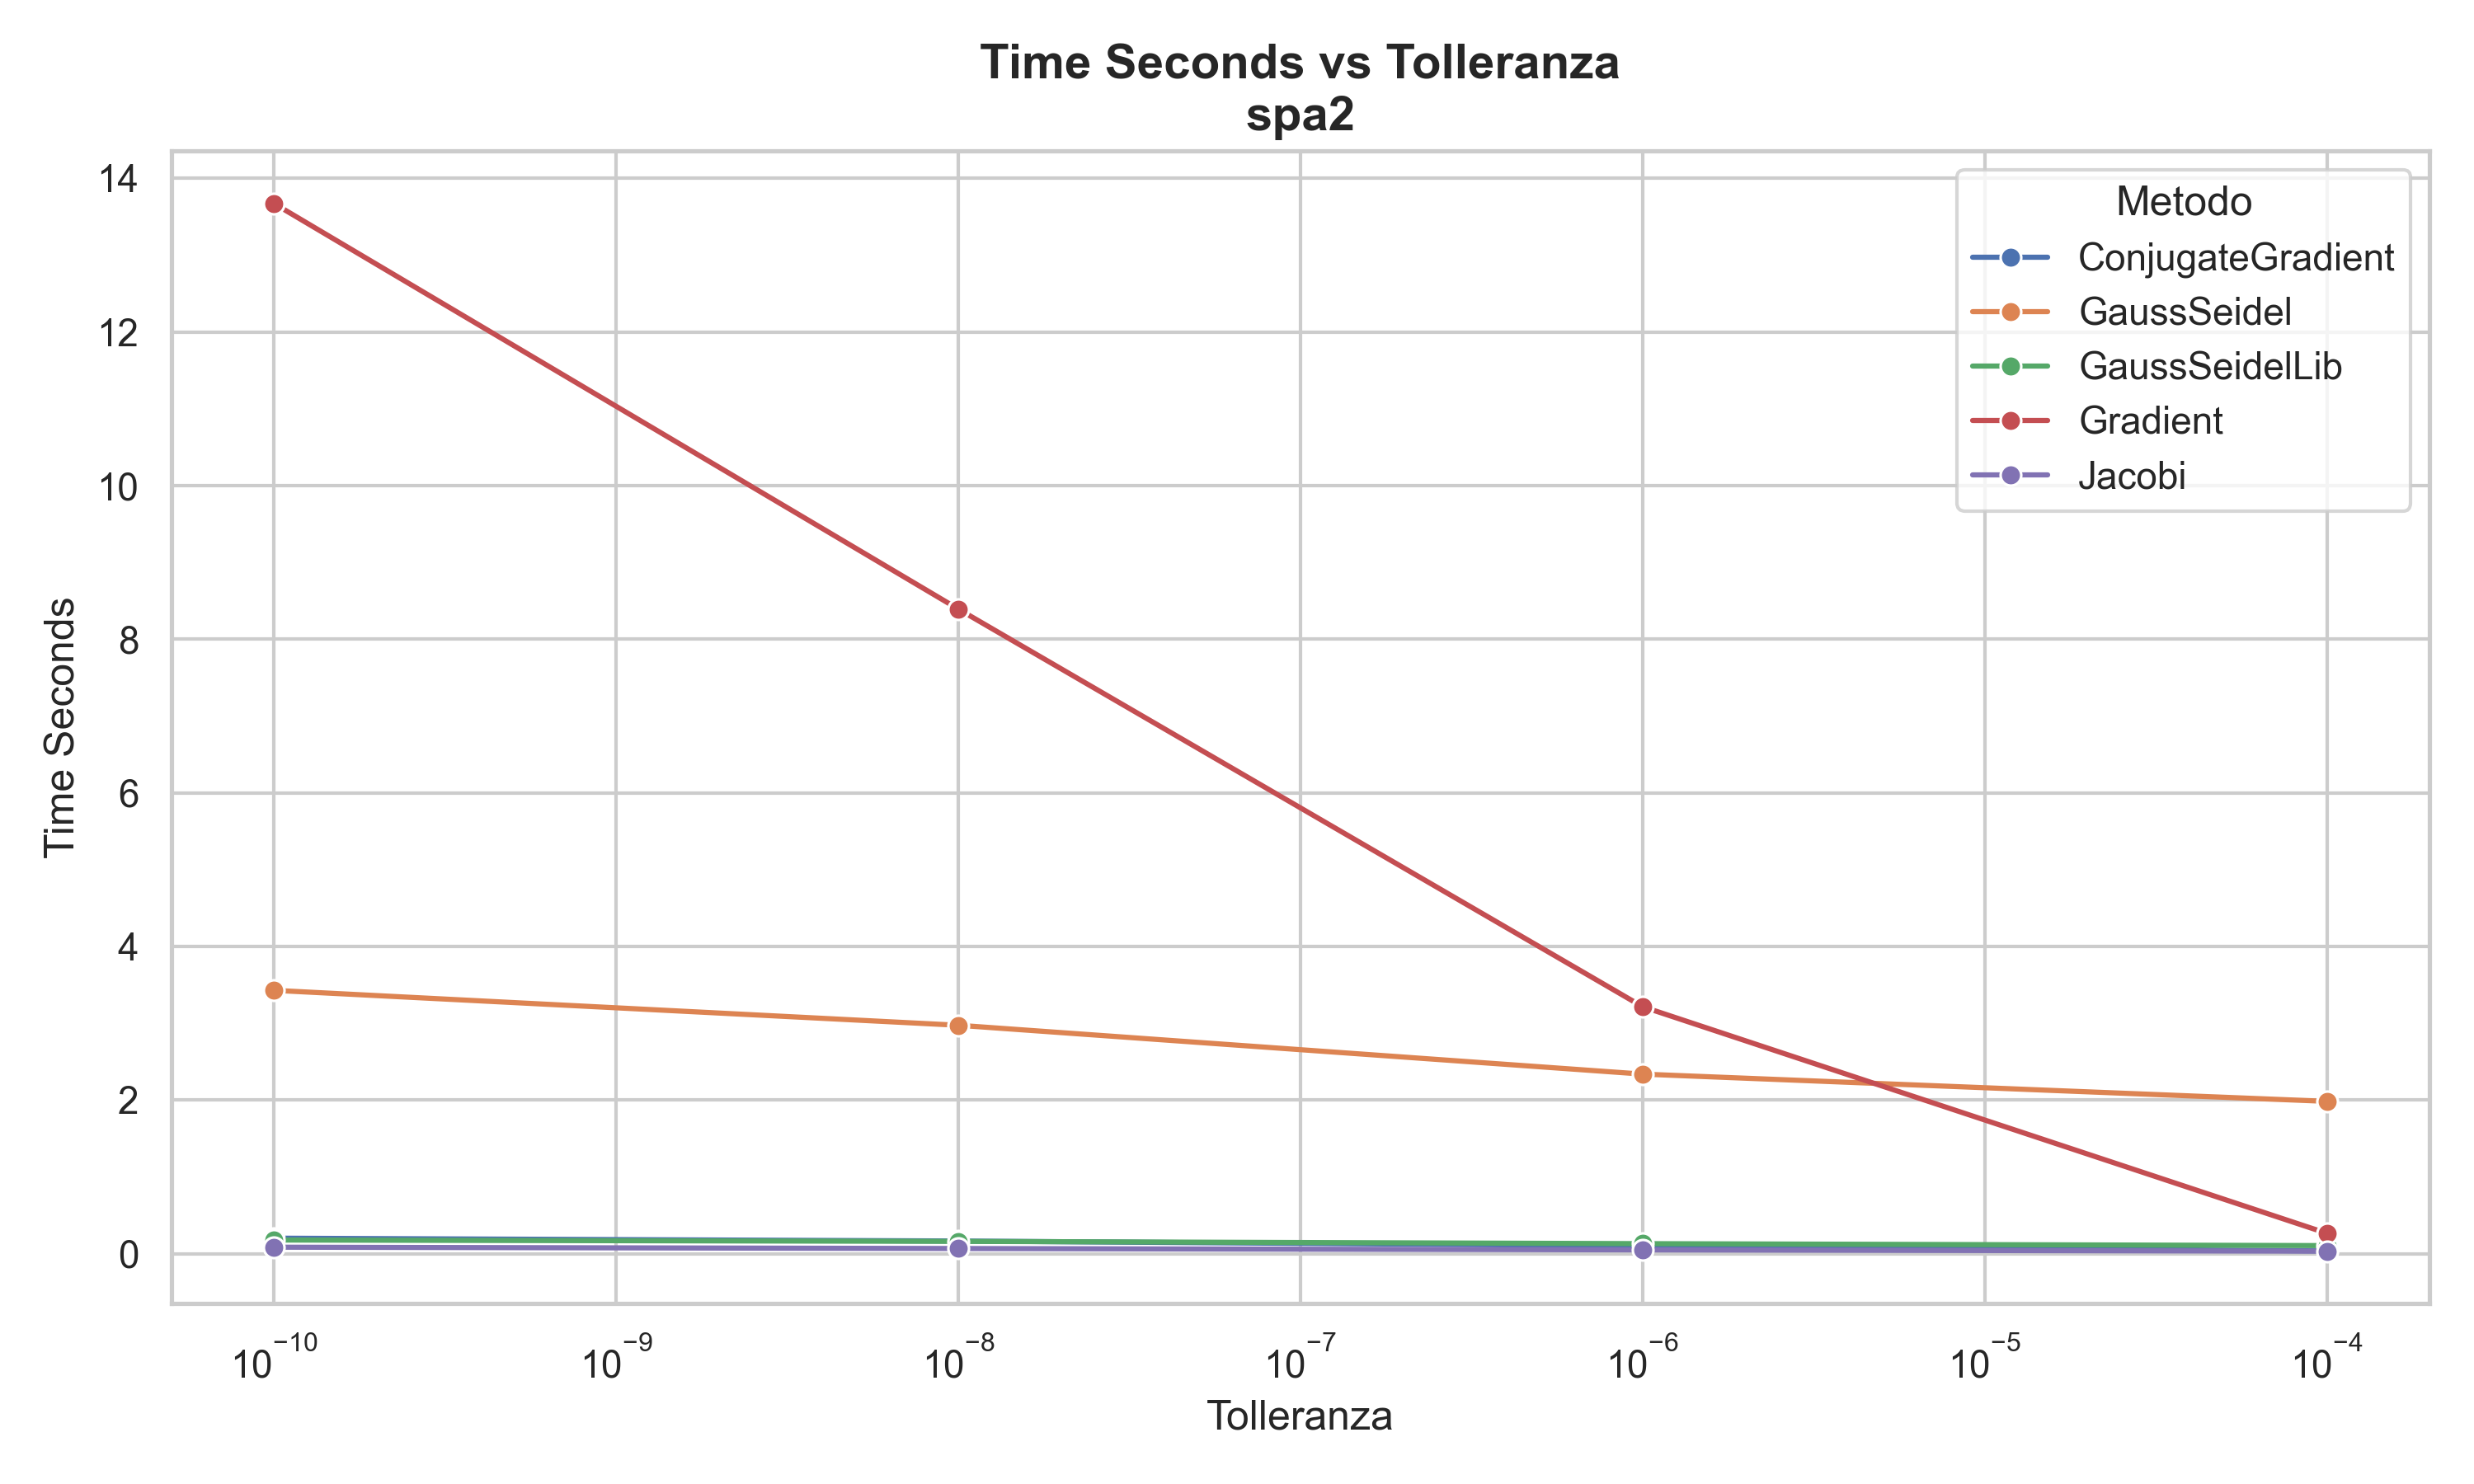 Time Seconds vs Tolleranza
spa2
Metodo
ConjugateGradient
GaussSeidel
GaussSeidelLib
Gradient
Jacobi
Time Seconds
14
12
10
8
6
4
2
0
10⁻¹⁰ 10⁻⁹ 10⁻⁸ 10⁻⁷ 10⁻⁶ 10⁻⁵ 10⁻⁴
Tolleranza